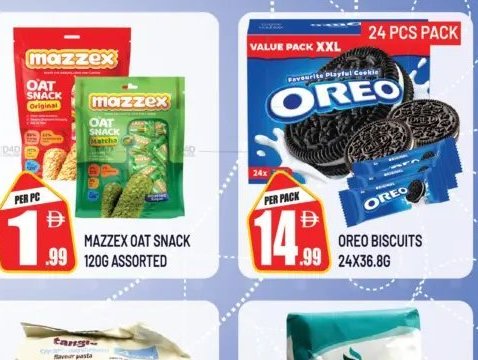 mazzex
OAT
SNACK
Original
mazzex
OAT
SNACK
Matcha
PER PC
1.99
MAZZEX OAT SNACK
120G ASSORTED
24 PCS PACK
VALUE PACK XXL
Favourite Playful Cookie
OREO
24x
OREO
PER PACK
14.99
OREO BISCUITS
24X36.8G
flavour pasta